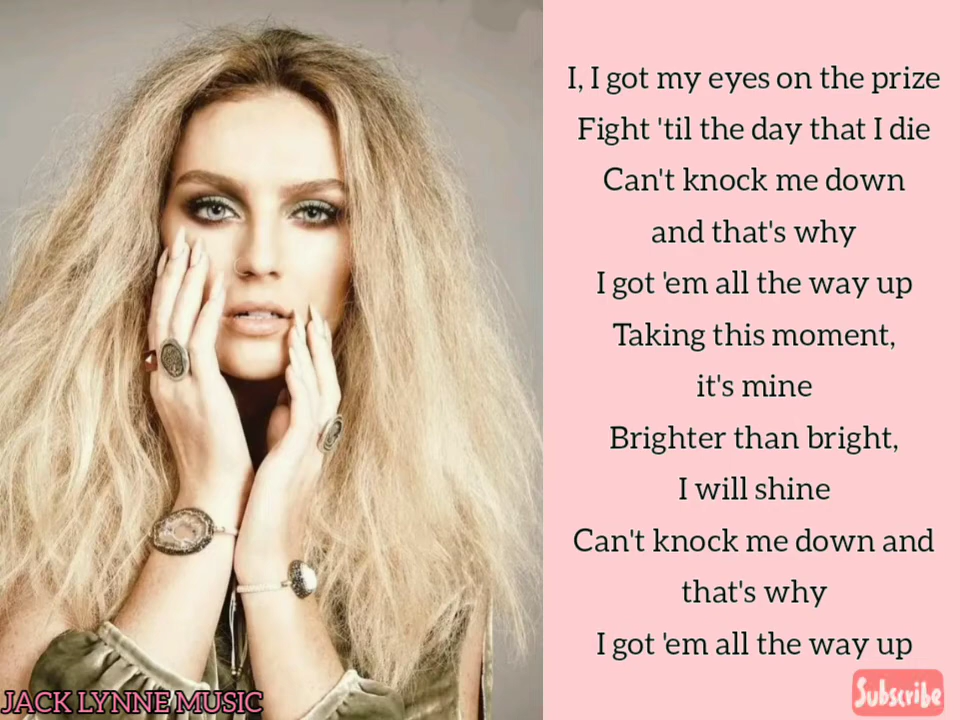 I, I got my eyes on the prize
Fight 'til the day that I die
Can't knock me down
and that's why
I got 'em all the way up
Taking this moment,
it's mine
Brighter than bright,
I will shine
Can't knock me down and
that's why
I got 'em all the way up
JACK LYNNE MUSIC
Subscribe